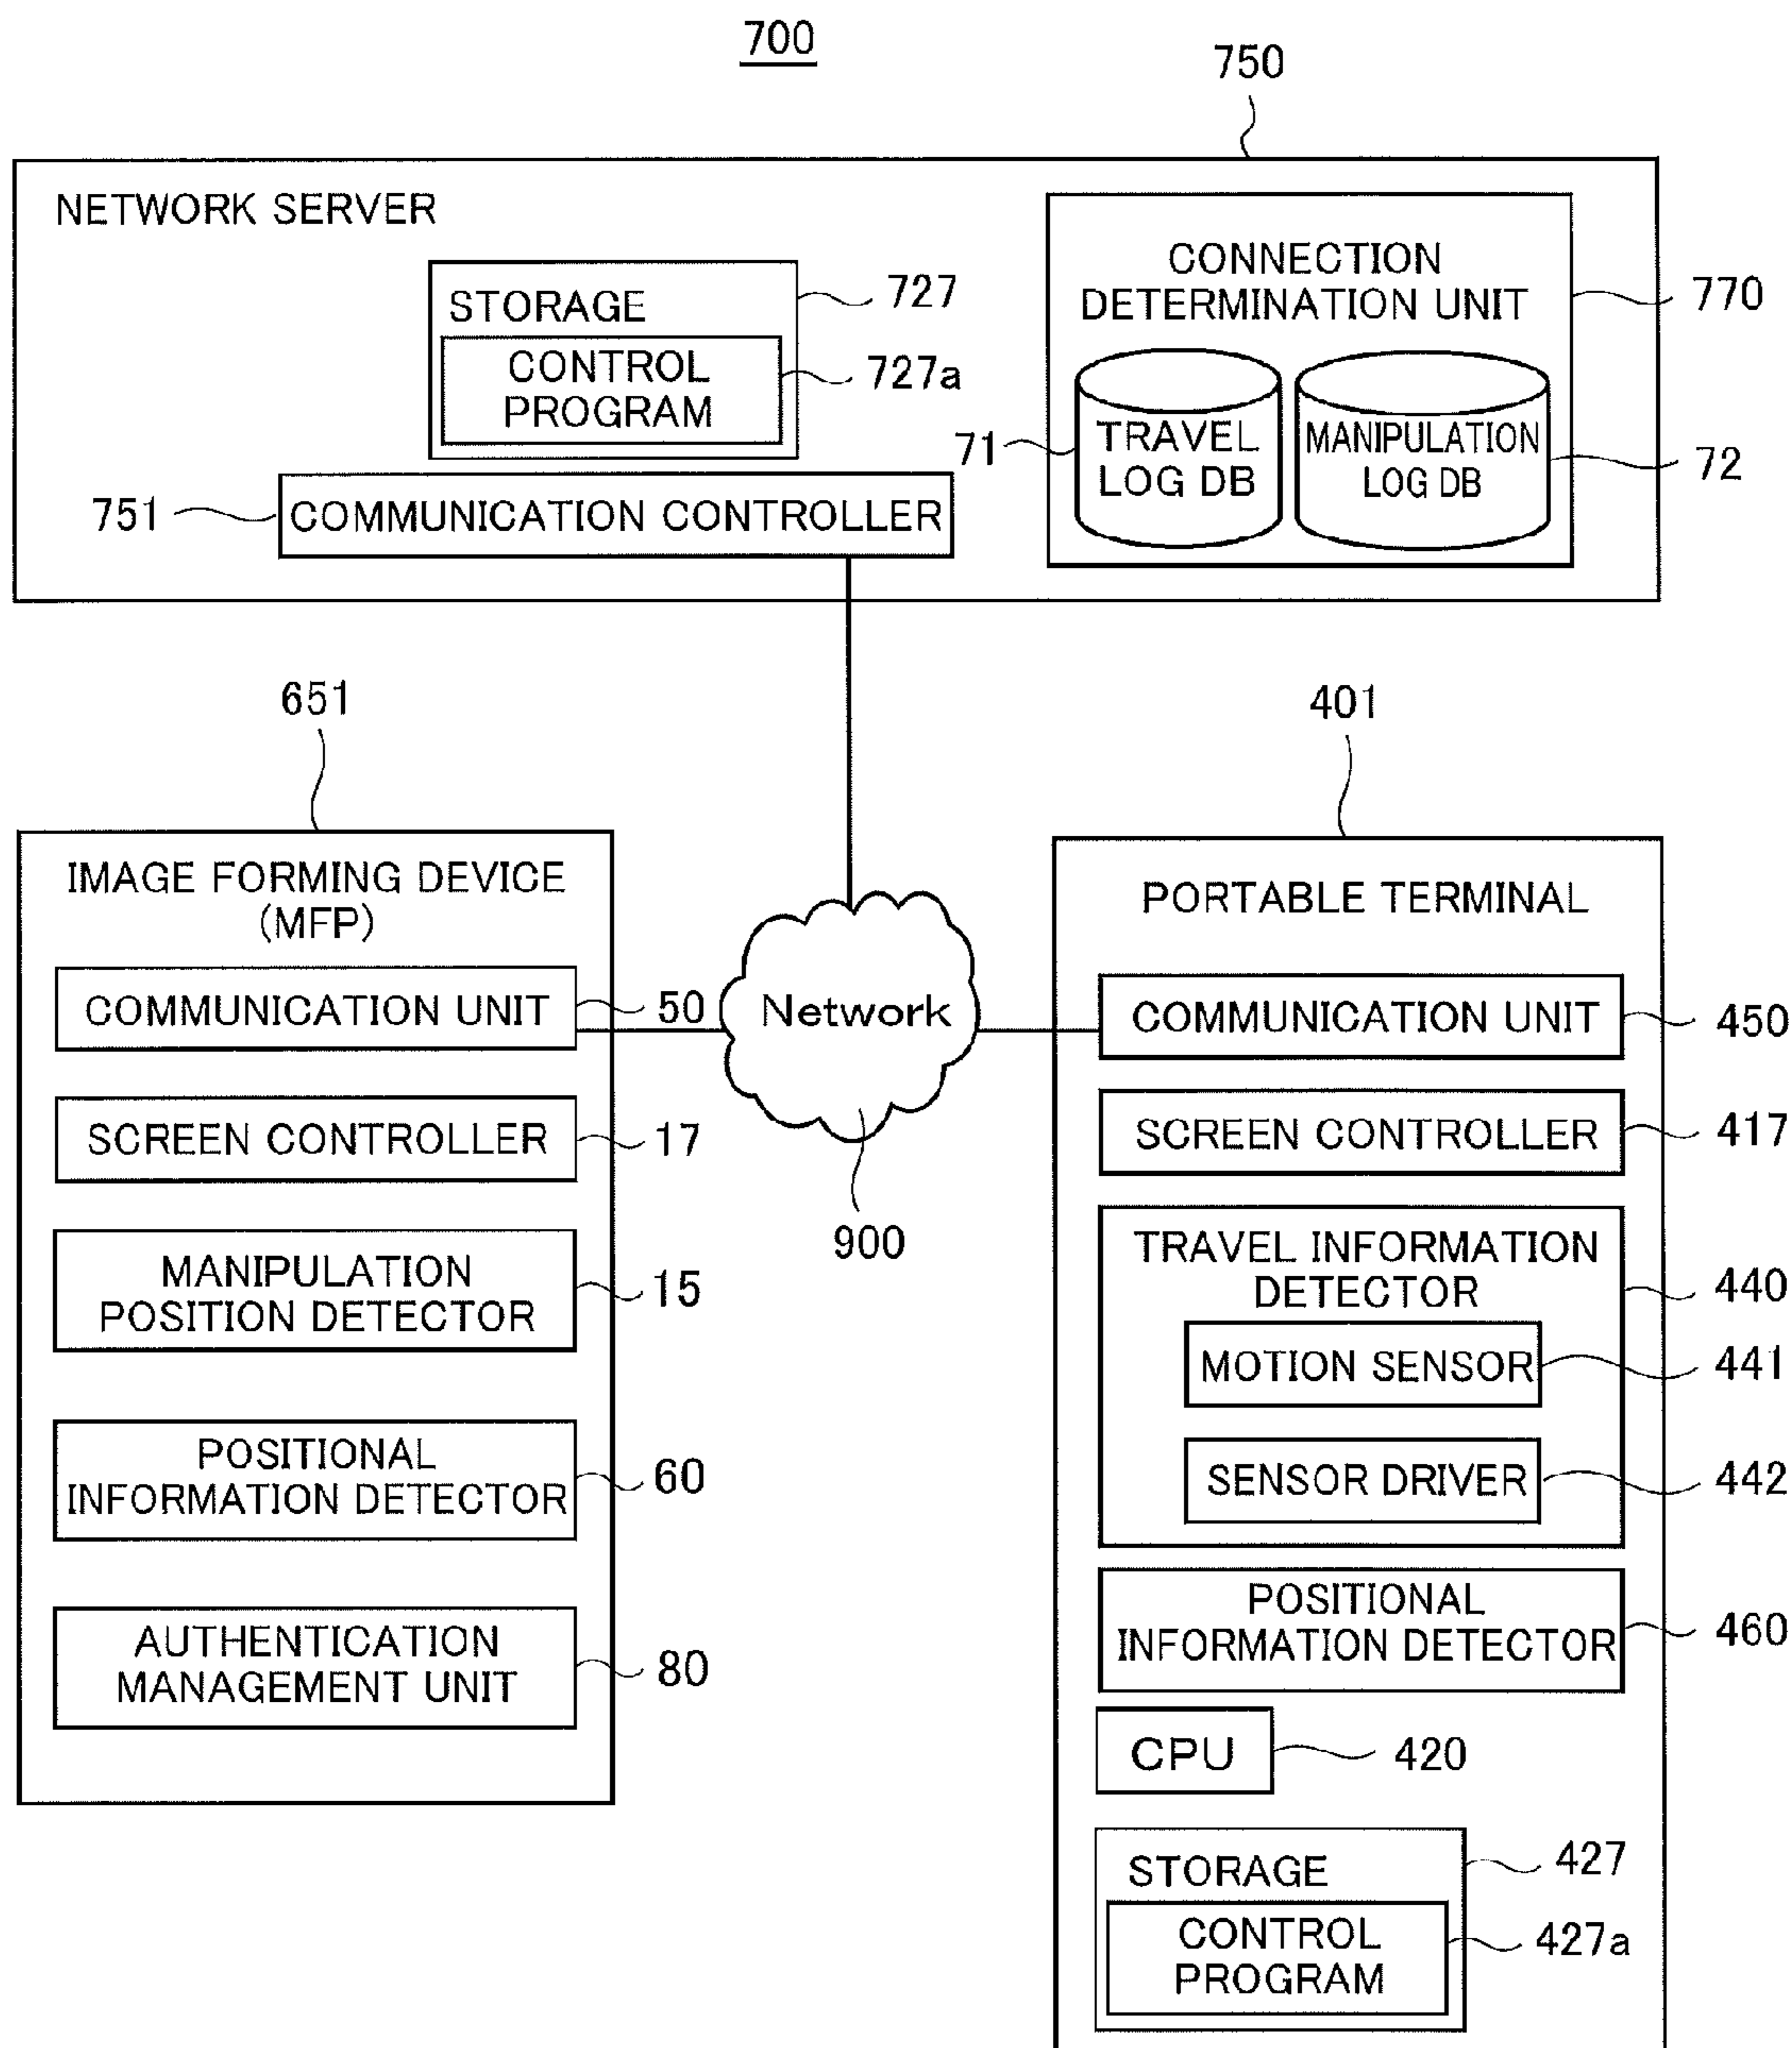 700
750
NETWORK SERVER
STORAGE
727
CONTROL
PROGRAM
727a
751
COMMUNICATION CONTROLLER
CONNECTION
DETERMINATION UNIT
770
71
TRAVEL
LOG DB
MANIPULATION
LOG DB
72
651
IMAGE FORMING DEVICE
(MFP)
COMMUNICATION UNIT
50
SCREEN CONTROLLER
17
MANIPULATION
POSITION DETECTOR
15
POSITIONAL
INFORMATION DETECTOR
60
AUTHENTICATION
MANAGEMENT UNIT
80
Network
900
401
PORTABLE TERMINAL
COMMUNICATION UNIT
450
SCREEN CONTROLLER
417
TRAVEL INFORMATION
DETECTOR
440
MOTION SENSOR
441
SENSOR DRIVER
442
POSITIONAL
INFORMATION DETECTOR
460
CPU
420
STORAGE
427
CONTROL
PROGRAM
427a